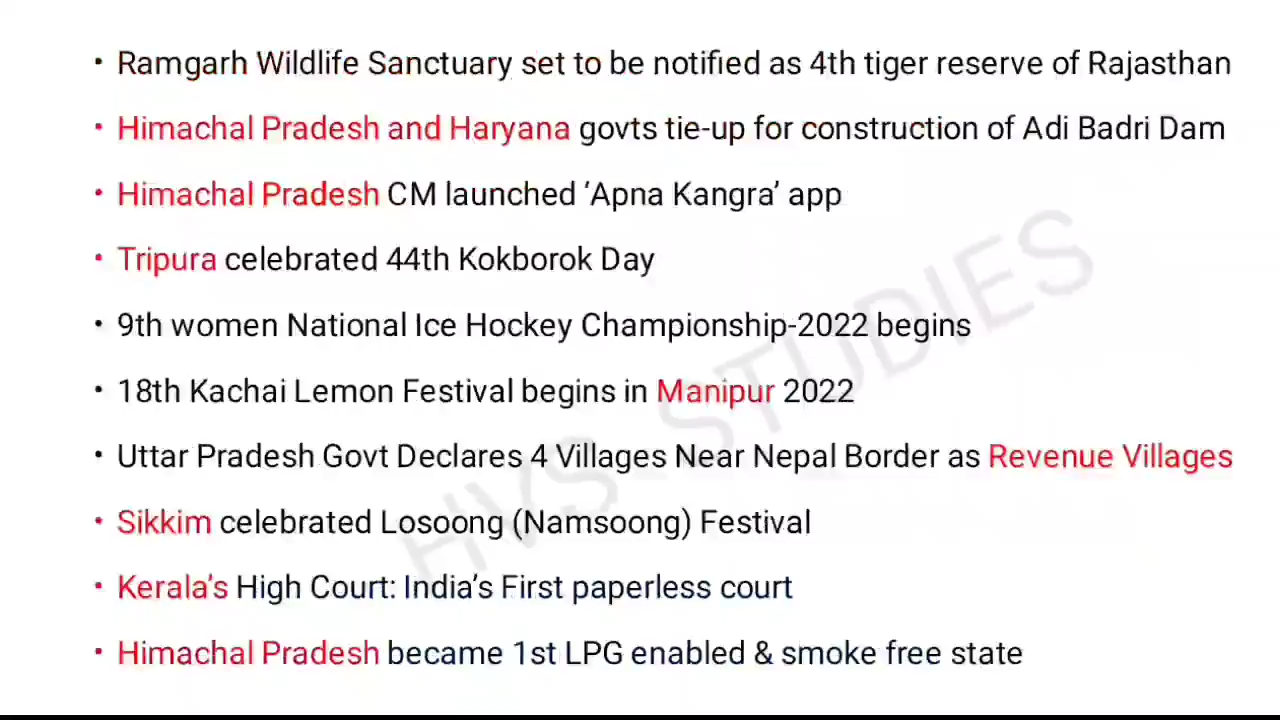 • Ramgarh Wildlife Sanctuary set to be notified as 4th tiger reserve of Rajasthan
• Himachal Pradesh and Haryana govts tie-up for construction of Adi Badri Dam
• Himachal Pradesh CM launched ‘Apna Kangra’ app
• Tripura celebrated 44th Kokborok Day
• 9th women National Ice Hockey Championship-2022 begins
• 18th Kachai Lemon Festival begins in Manipur 2022
• Uttar Pradesh Govt Declares 4 Villages Near Nepal Border as Revenue Villages
• Sikkim celebrated Losoong (Namsoong) Festival
• Kerala’s High Court: India’s First paperless court
• Himachal Pradesh became 1st LPG enabled & smoke free state
HVS STUDIES